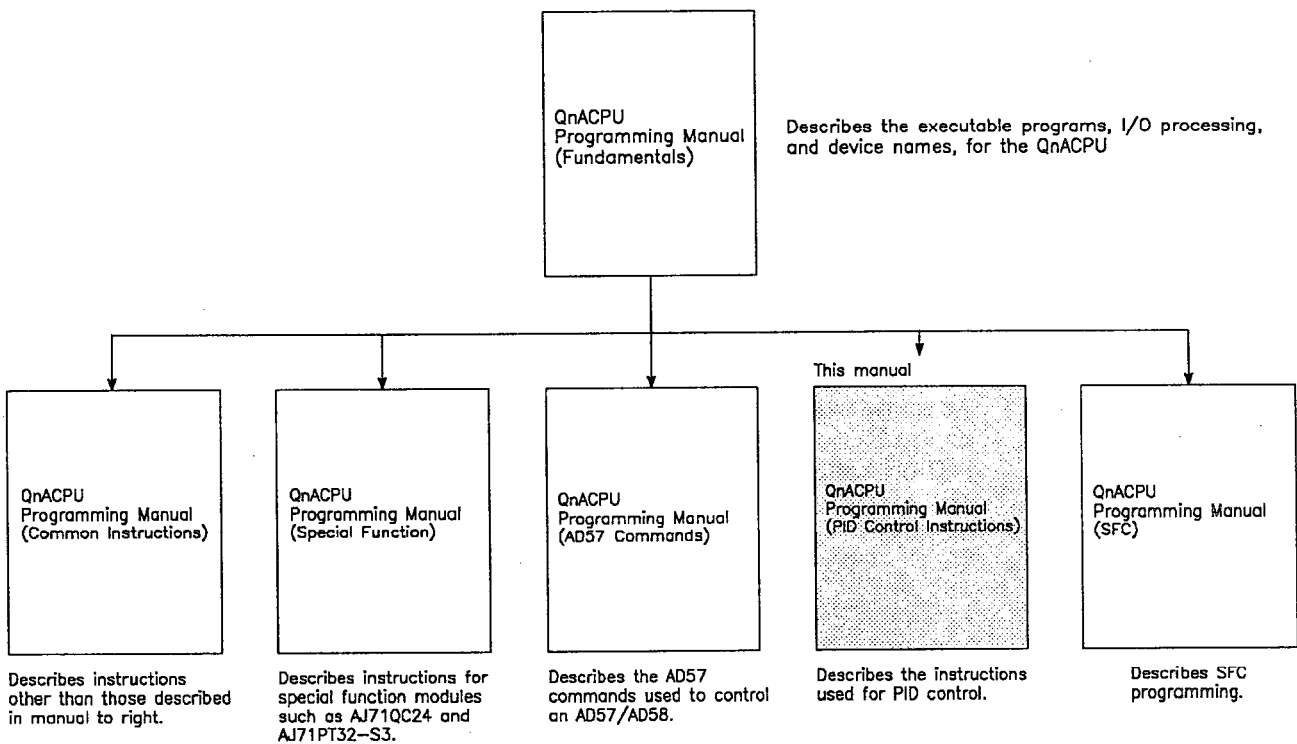 QnACPU
Programming Manual
(Fundamentals)
Describes the executable programs, I/O processing,
and device names, for the QnACPU
This manual
QnACPU
Programming Manual
(Common Instructions)
QnACPU
Programming Manual
(Special Function)
QnACPU
Programming Manual
(AD57 Commands)
QnACPU
Programming Manual
(PID Control Instructions)
QnACPU
Programming Manual
(SFC)
Describes instructions
other than those described
in manual to right.
Describes instructions for
special function modules
such as AJ71QC24 and
AJ71PT32-S3.
Describes the AD57
commands used to control
an AD57/AD58.
Describes the instructions
used for PID control.
Describes SFC
programming.